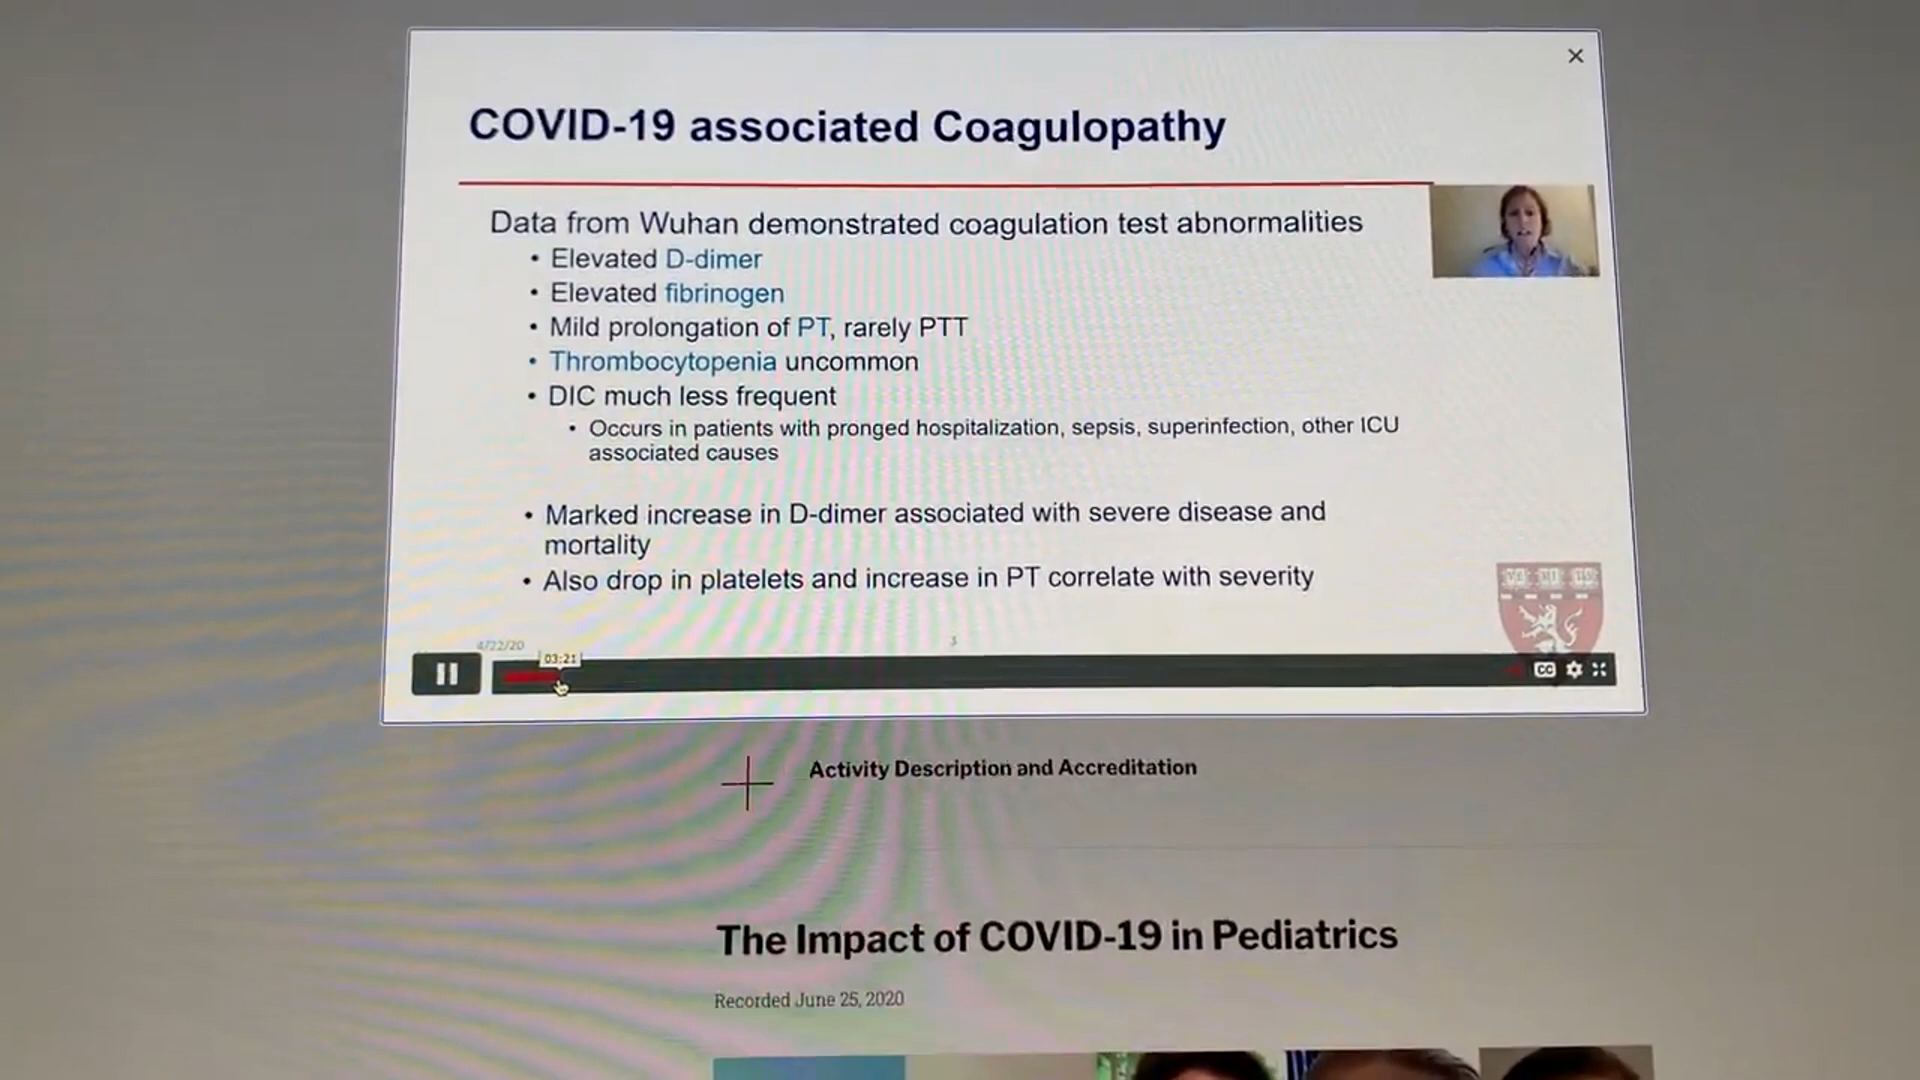 COVID-19 associated Coagulopathy
Data from Wuhan demonstrated coagulation test abnormalities
• Elevated D-dimer
• Elevated fibrinogen
• Mild prolongation of PT, rarely PTT
• Thrombocytopenia uncommon
• DIC much less frequent
• Occurs in patients with pronged hospitalization, sepsis, superinfection, other ICU
associated causes
• Marked increase in D-dimer associated with severe disease and
mortality
• Also drop in platelets and increase in PT correlate with severity
4/22/20
3
03:21
CC
Activity Description and Accreditation
The Impact of COVID-19 in Pediatrics
Recorded June 25, 2020